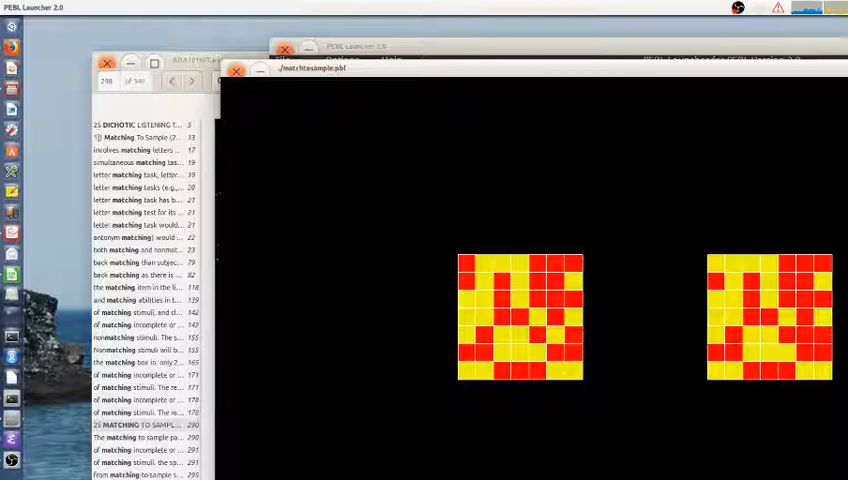 PEBL Launcher 2.0
PEBL Launcher 2.0
./matchtosample.pbl
298 of 340
25 DICHOTIC LISTENING T... 5
Matching To Sample (2... 13
involves matching letters ... 17
simultaneous matching tas... 19
letter matching task, letter... 19
letter matching tasks (e.g.,... 20
letter matching task has b... 21
letter matching test for its ... 21
letter matching task would... 21
antonym matching) would ... 22
both matching and nonmat... 23
back matching than subjec... 79
back matching as there is ... 82
the matching item in the li... 118
and matching abilities in t... 139
of matching stimuli, and cl... 142
of matching incomplete or ... 142
nonmatching stimuli. The s... 155
Nonmatching stimuli will b... 155
the matching box in. only 2... 165
of matching incomplete or ... 171
of matching stimuli. The re... 171
of matching incomplete or ... 178
of matching stimuli. The re... 178
25 MATCHING TO SAMPL... 290
The matching to sample pa... 290
of matching incomplete or ... 291
of matching stimuli. the sp... 291
from matching-to-sample s... 295